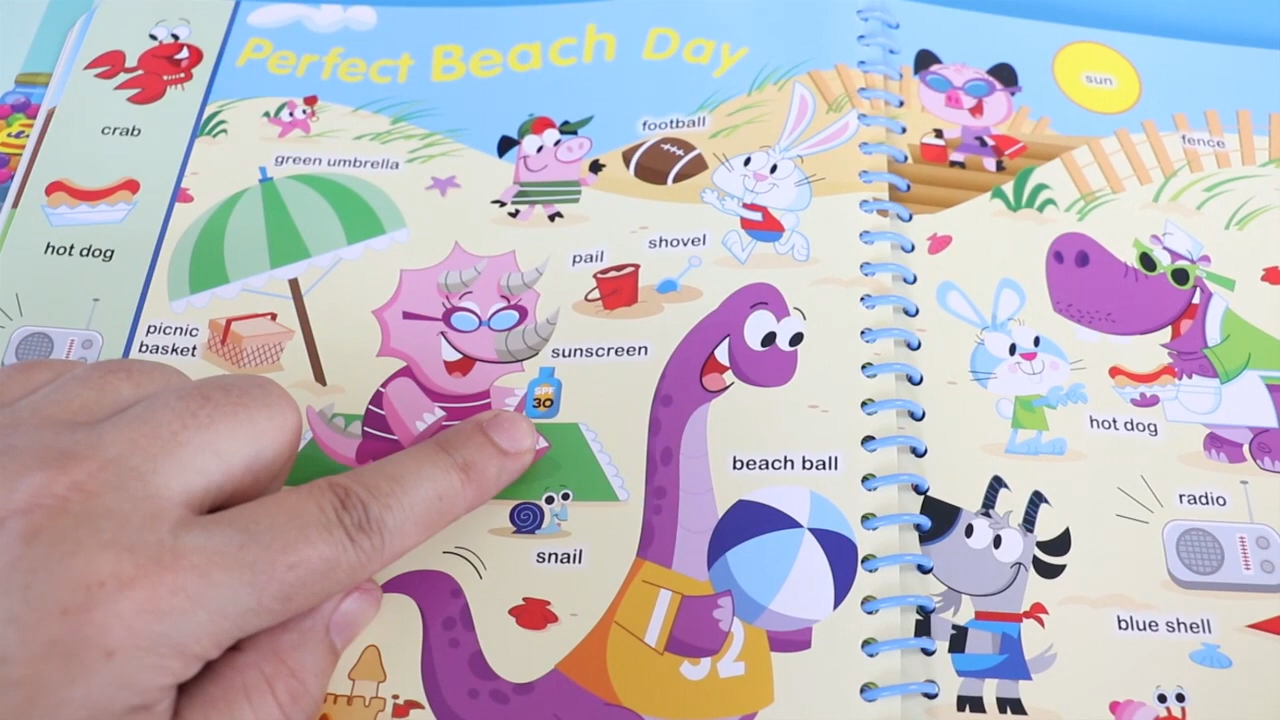 Perfect Beach Day
crab
hot dog
green umbrella
football
sun
fence
pail
shovel
picnic
basket
sunscreen
SPF
30
hot dog
beach ball
snail
radio
blue shell
32